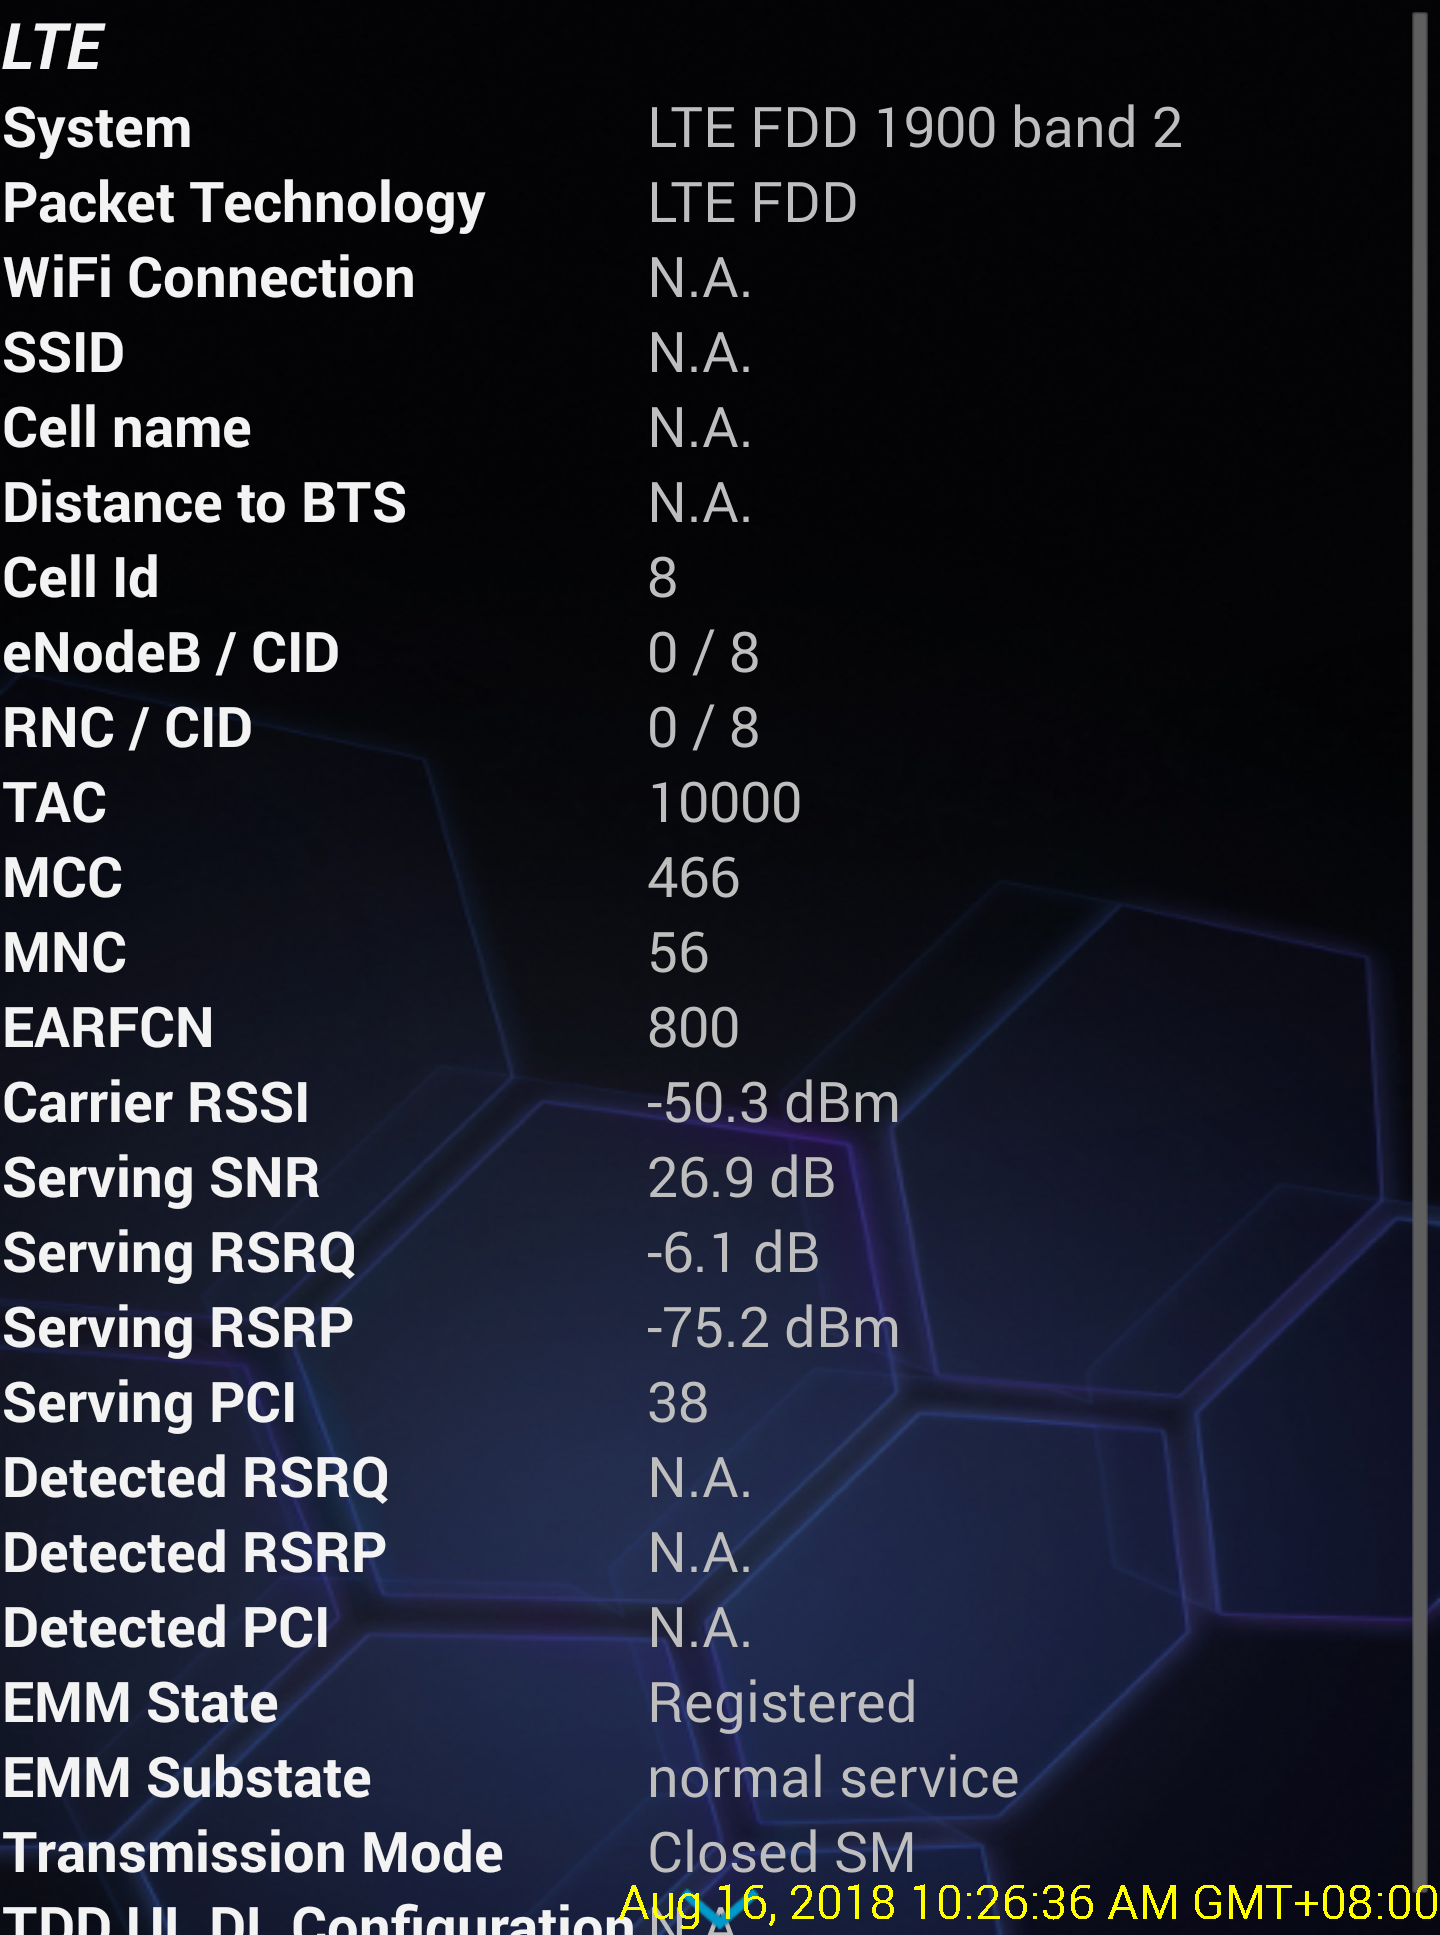 LTE
System LTE FDD 1900 band 2
Packet Technology LTE FDD
WiFi Connection N.A.
SSID N.A.
Cell name N.A.
Distance to BTS N.A.
Cell Id 8
eNodeB / CID 0 / 8
RNC / CID 0 / 8
TAC 10000
MCC 466
MNC 56
EARFCN 800
Carrier RSSI -50.3 dBm
Serving SNR 26.9 dB
Serving RSRQ -6.1 dB
Serving RSRP -75.2 dBm
Serving PCI 38
Detected RSRQ N.A.
Detected RSRP N.A.
Detected PCI N.A.
EMM State Registered
EMM Substate normal service
Transmission Mode Closed SM
Aug 16, 2018 10:26:36 AM GMT+08:00
TDD UL DL Configuration